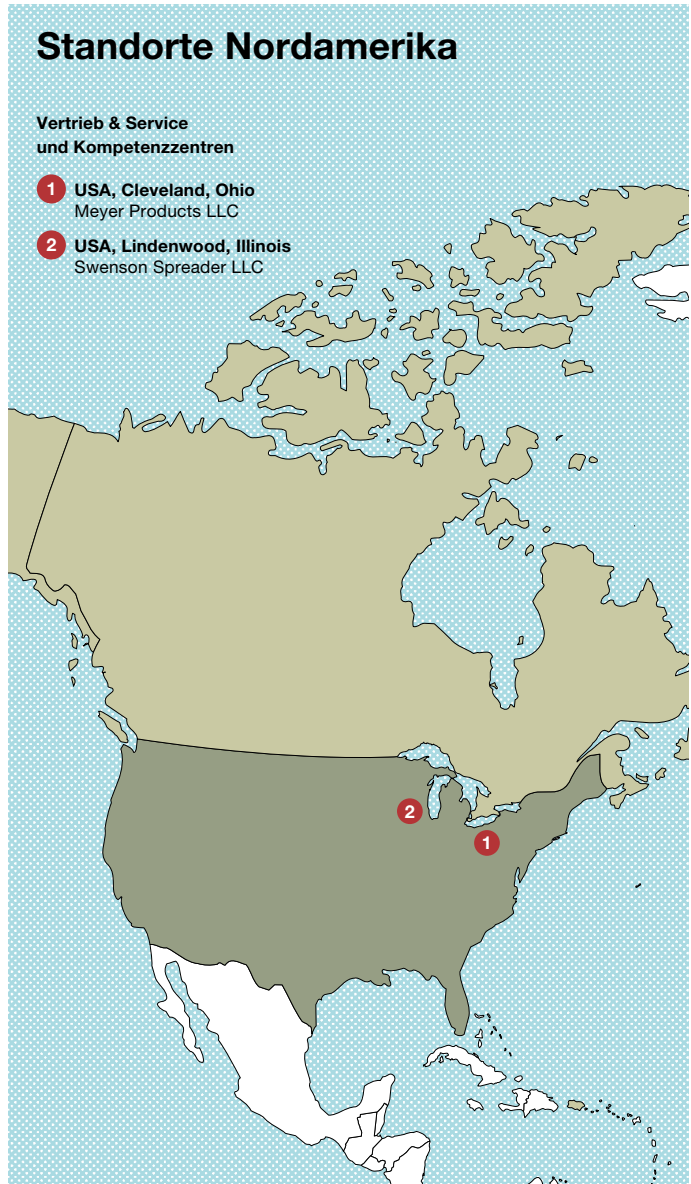 Standorte Nordamerika
Vertrieb & Service
und Kompetenzzentren
1 USA, Cleveland, Ohio
Meyer Products LLC
2 USA, Lindenwood, Illinois
Swenson Spreader LLC
2
1